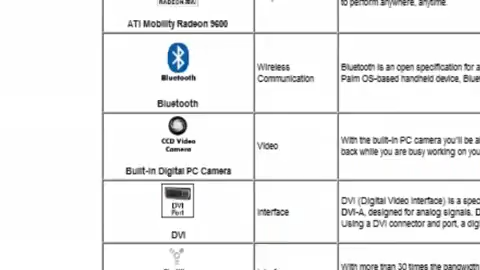 RADEON 9600
to perform anywhere, anytime.
ATI Mobility Radeon 9600
Bluetooth
Wireless
Communication
Bluetooth is an open specification for a
Palm OS-based handheld device, Blue
Bluetooth
CCD Video
Camera
Video
With the built-in PC camera you'll be a
back while you are busy working on you
Built-in Digital PC Camera
DVI
Port
Interface
DVI (Digital Video Interface) is a spec
DVI-A, designed for analog signals, D
Using a DVI connector and port, a digi
DVI
With more than 30 times the bandwidth